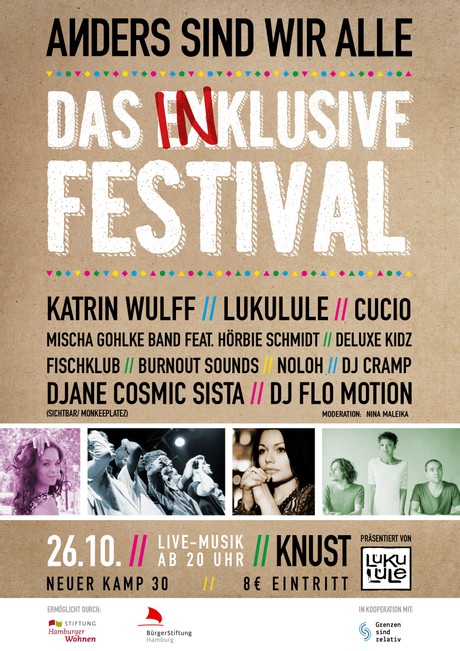 ANDERS SIND WIR ALLE
DAS INKLUSIVE
FESTIVAL
KATRIN WULFF // LUKULULE // CUCIO
MISCHA GOHLKE BAND FEAT. HÖRBIE SCHMIDT // DELUXE KIDZ
FISCHKLUB // BURNOUT SOUNDS // NOLOH // DJ CRAMP
DJANE COSMIC SISTA // DJ FLO MOTION
(SICHTBAR/ MONKEEPLATEZ)
MODERATION: NINA MALEIKA
26.10. // LIVE-MUSIK AB 20 UHR // KNUST
NEUER KAMP 30 // 8€ EINTRITT
PRÄSENTIERT VON
LUKU
LULE
ERMÖGLICHT DURCH:
STIFTUNG
Hamburger
Wohnen
BürgerStiftung
Hamburg
IN KOOPERATION MIT:
Grenzen
sind
relativ